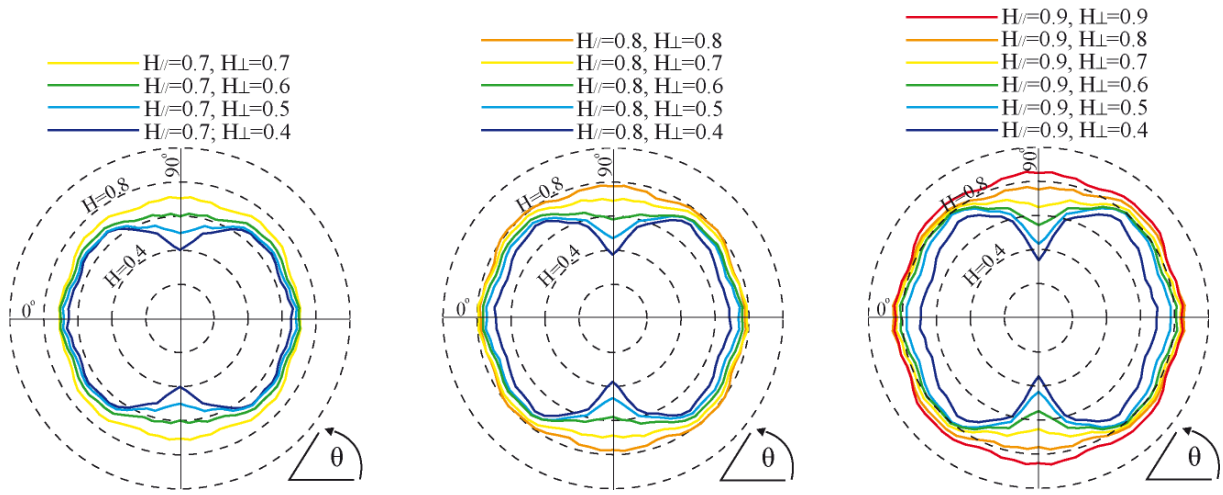 H//=0.7, H⊥=0.7
H//=0.7, H⊥=0.6
H//=0.7, H⊥=0.5
H//=0.7; H⊥=0.4
90°
H=0.8
H=0.4
0°
θ
H//=0.8, H⊥=0.8
H//=0.8, H⊥=0.7
H//=0.8, H⊥=0.6
H//=0.8, H⊥=0.5
H//=0.8, H⊥=0.4
90°
H=0.8
H=0.4
0°
θ
H//=0.9, H⊥=0.9
H//=0.9, H⊥=0.8
H//=0.9, H⊥=0.7
H//=0.9, H⊥=0.6
H//=0.9, H⊥=0.5
H//=0.9, H⊥=0.4
90°
H=0.8
H=0.4
0°
θ